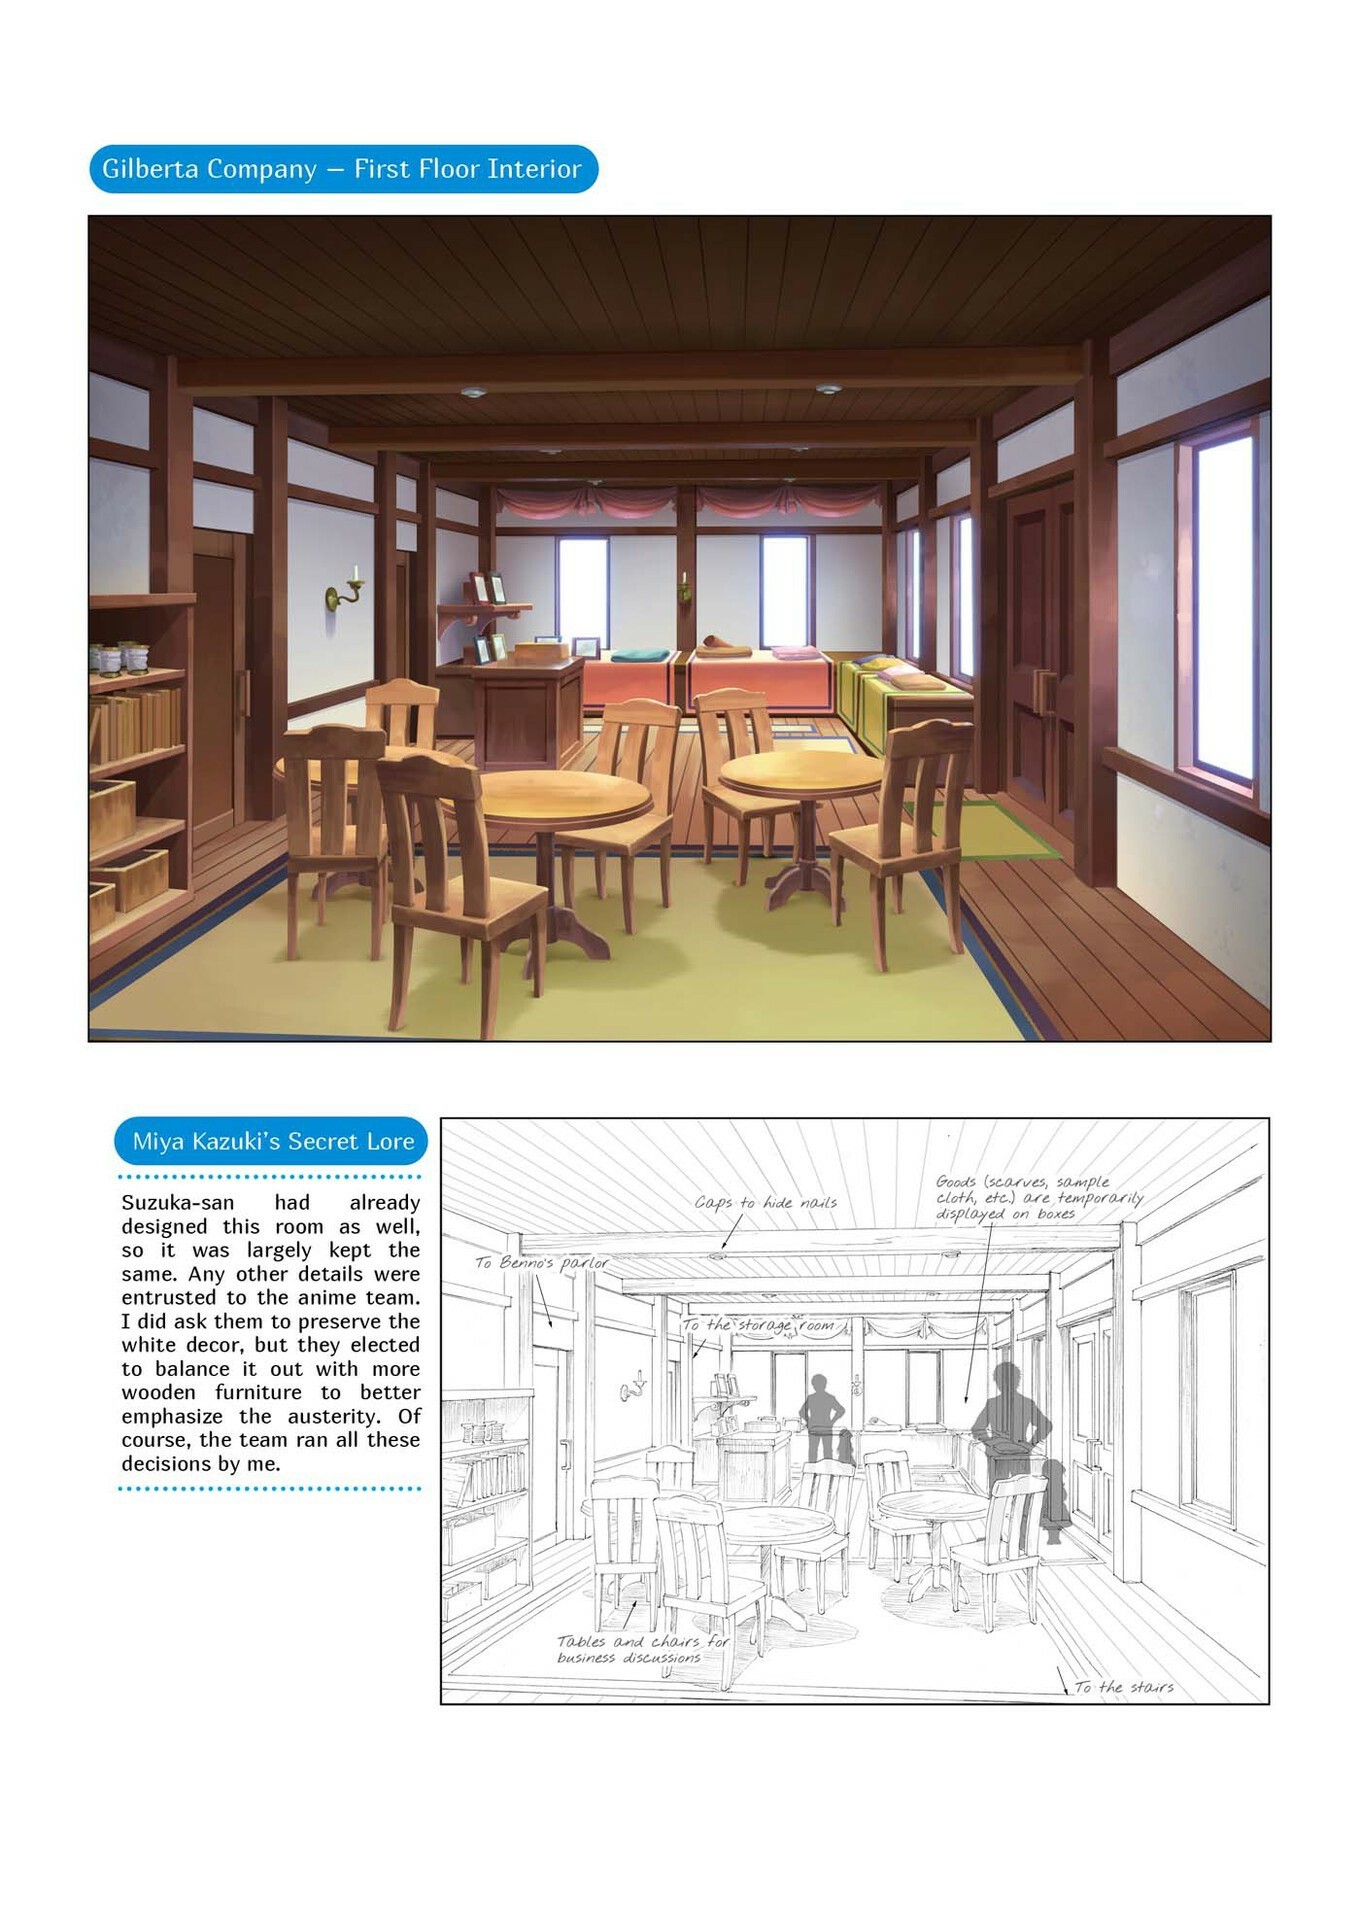 Gilberta Company – First Floor Interior
Miya Kazuki's Secret Lore
Suzuka-san had already
designed this room as well,
so it was largely kept the
same. Any other details were
entrusted to the anime team.
I did ask them to preserve the
white decor, but they elected
to balance it out with more
wooden furniture to better
emphasize the austerity. Of
course, the team ran all these
decisions by me.
Caps to hide nails
Goods (scarves, sample
cloth, etc.) are temporarily
displayed on boxes
To Benno's parlor
To the storage room
Tables and chairs for
business discussions
To the stairs